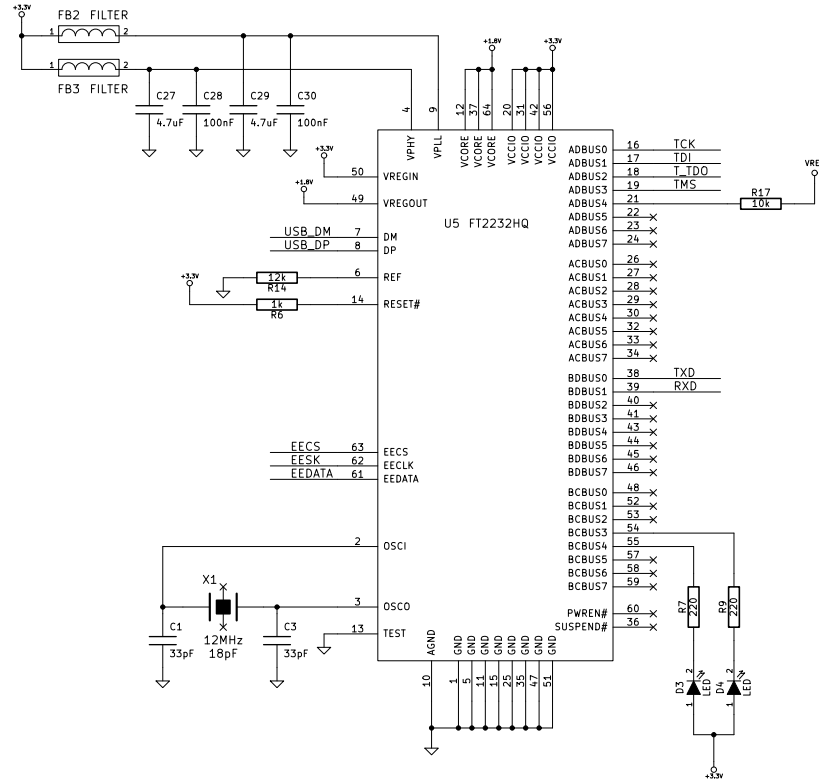 +3.3V
FB2 FILTER
1 2
1 2
FB3 FILTER
C27 C28 C29 C30
4.7uF 100nF 4.7uF 100nF
+1.8V +3.3V
4 9 12 37 64 20 31 42 56
VPHY VPLL VCORE VCORE VCORE VCCIO VCCIO VCCIO VCCIO
U5 FT2232HQ
+3.3V
50 VREGIN
+1.8V
49 VREGOUT
USB_DM 7 DM
USB_DP 8 DP
6 REF
12k
R14
+3.3V
14 RESET#
1k
R6
EECS 63 EECS
EESK 62 EECLK
EEDATA 61 EEDATA
2 OSCI
X1
3 OSCO
12MHz
18pF
C1
33pF
C3
33pF
13 TEST
ADBUS0 16 TCK
ADBUS1 17 TDI
ADBUS2 18 T_TDO
ADBUS3 19 TMS
ADBUS4 21
R17
10k
VRE
ADBUS5 22
ADBUS6 23
ADBUS7 24
ACBUS0 26
ACBUS1 27
ACBUS2 28
ACBUS3 29
ACBUS4 30
ACBUS5 32
ACBUS6 33
ACBUS7 34
BDBUS0 38 TXD
BDBUS1 39 RXD
BDBUS2 40
BDBUS3 41
BDBUS4 43
BDBUS5 44
BDBUS6 45
BDBUS7 46
BCBUS0 48
BCBUS1 52
BCBUS2 53
BCBUS3 54
BCBUS4 55
BCBUS5 57
BCBUS6 58
BCBUS7 59
PWREN# 60
SUSPEND# 36
R7 220
R9 220
AGND GND GND GND GND GND GND GND GND
10 1 5 11 15 25 35 47 51
D3 LED
2
1
D4 LED
2
1
+3.3V